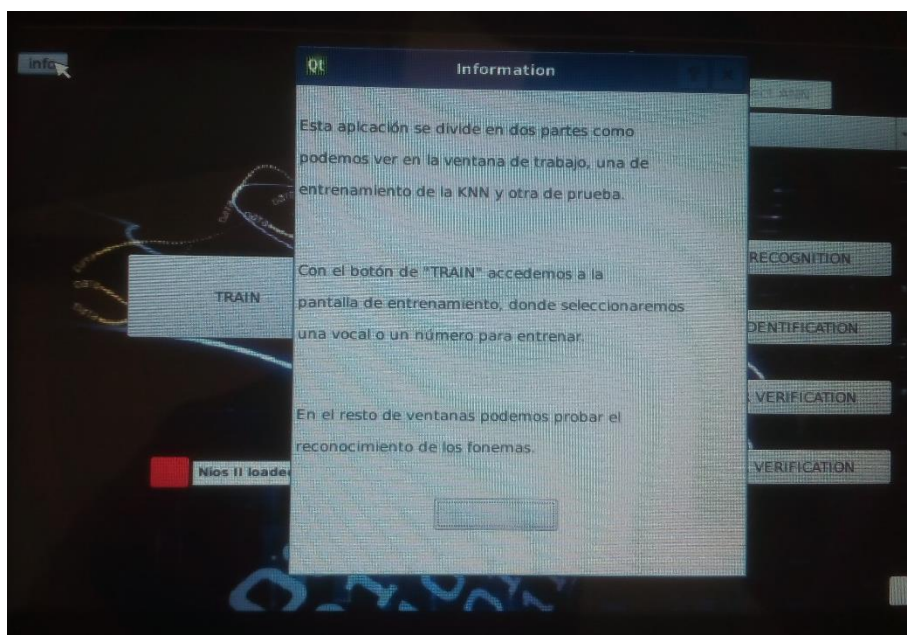 info
Qt
Information
Esta aplcación se divide en dos partes como
podemos ver en la ventana de trabajo, una de
entrenamiento de la KNN y otra de prueba.
Con el botón de "TRAIN" accedemos a la
pantalla de entrenamiento, donde seleccionaremos
una vocal o un número para entrenar.
En el resto de ventanas podemos probar el
reconocimiento de los fonemas.
TRAIN
Nios II loade
RECOGNITION
DENTIFICATION
VERIFICATION
VERIFICATION
DATA
DATA
DATA